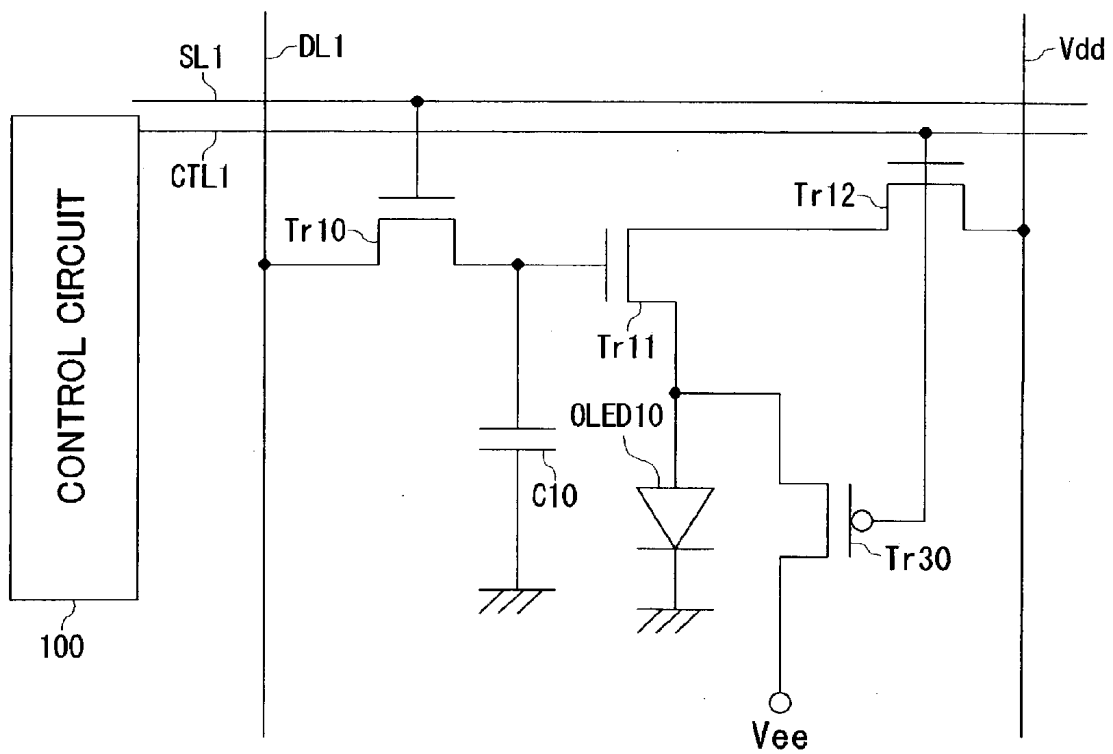 DL1
Vdd
SL1
CTL1
Tr12
Tr10
CONTROL CIRCUIT
Tr11
OLED10
C10
Tr30
100
Vee